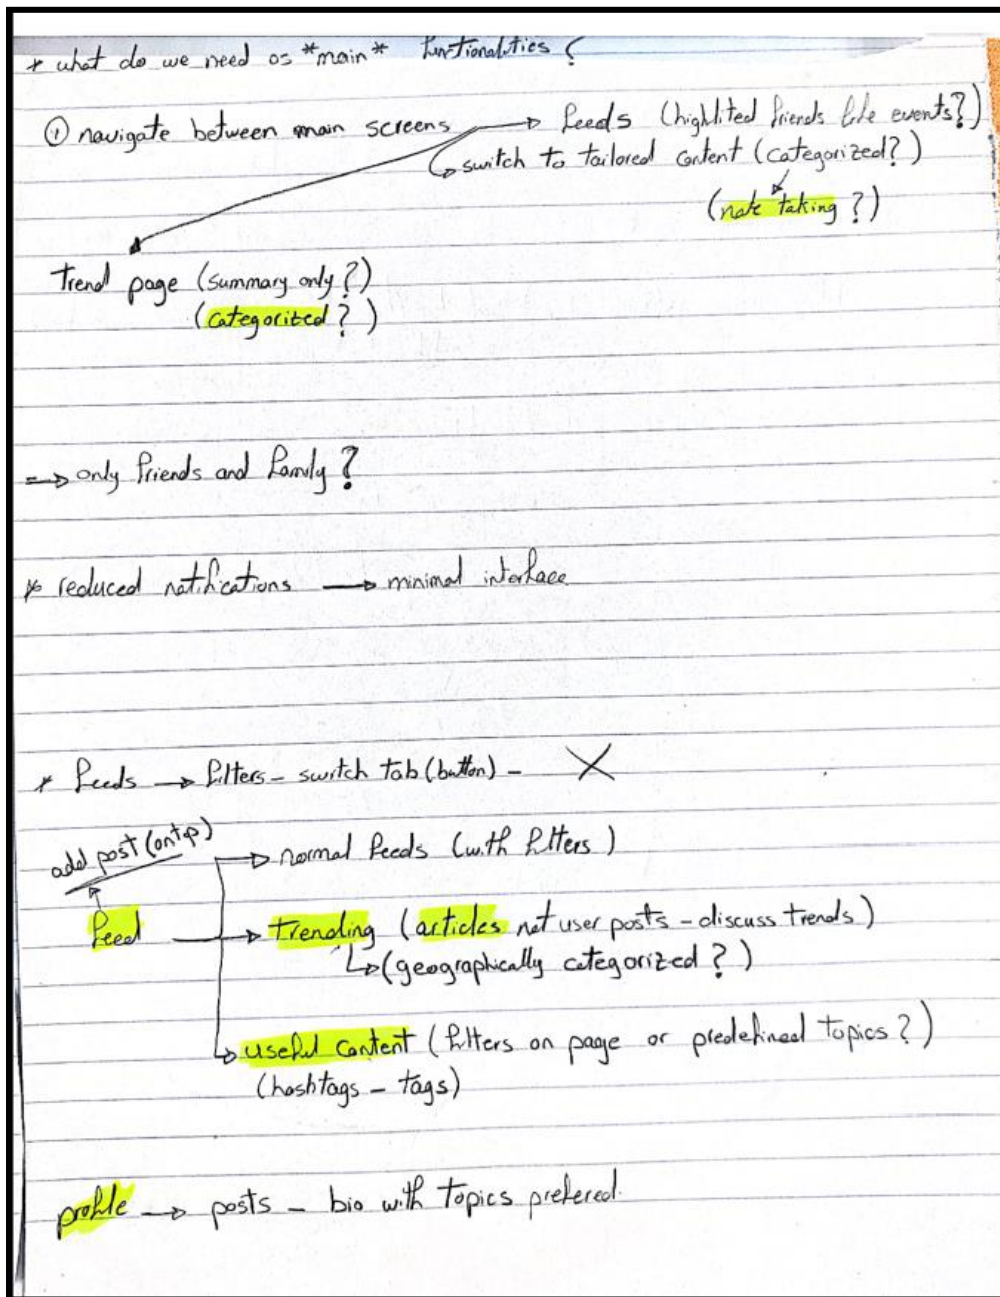 * what do we need as *main* functionalities ?
① navigate between main screens → feeds (highlited friends life events?)
↳ switch to tailored content (categorized?)
(note taking ?)
Trend page (summary only ?)
(categorized ?)
⇒ only friends and family ?
* reduced notifications → minimal interface
* feeds → filters - switch tab (button) - X
add post (on top)
→ normal feeds (with filters)
feed → trending (articles not user posts - discuss trends)
↳ (geographically categorized ?)
↳ useful content (filters on page or predefined topics ?)
(hashtags - tags)
profile → posts - bio with topics prefered.